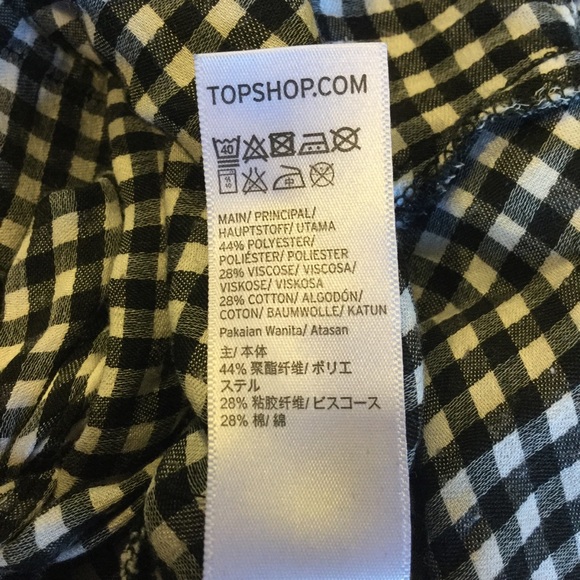 TOPSHOP.COM
40
MAIN/ PRINCIPAL/
HAUPTSTOFF/ UTAMA
44% POLYESTER/
POLIÉSTER/ POLIESTER
28% VISCOSE/ VISCOSA/
VISKOSE/ VISKOSA
28% COTTON/ ALGODÓN/
COTON/ BAUMWOLLE/ KATUN
Pakaian Wanita/ Atasan
主/ 本体
44% 聚酯纤维/ ポリエ
ステル
28% 粘胶纤维/ ビスコース
28% 棉/ 綿